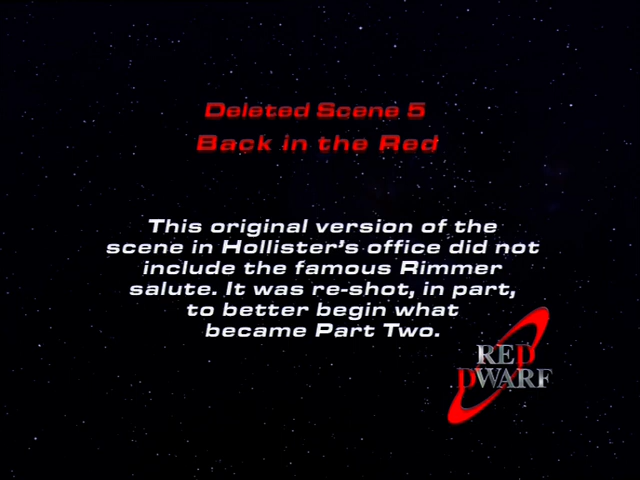 Deleted Scene 5
Back in the Red
This original version of the
scene in Hollister's office did not
include the famous Rimmer
salute. It was re-shot, in part,
to better begin what
became Part Two.
RED
DWARF